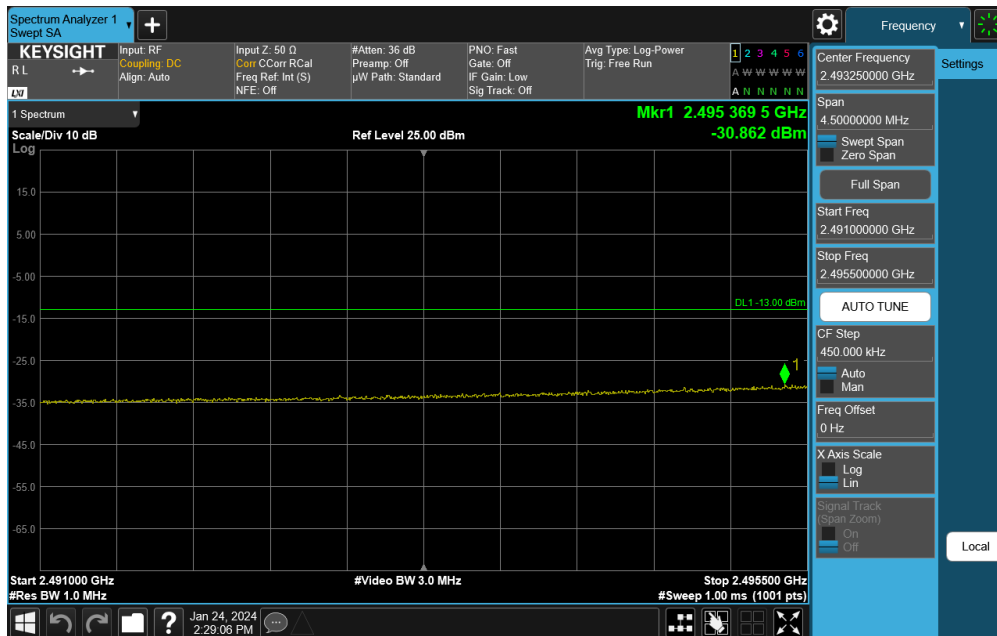 Spectrum Analyzer 1
Swept SA
+
Frequency
KEYSIGHT
R L
LXI
Input: RF
Coupling: DC
Align: Auto
Input Z: 50 Ω
Corr CCorr RCal
Freq Ref: Int (S)
NFE: Off
#Atten: 36 dB
Preamp: Off
µW Path: Standard
PNO: Fast
Gate: Off
IF Gain: Low
Sig Track: Off
Avg Type: Log-Power
Trig: Free Run
1 2 3 4 5 6
A W W W W W
A N N N N N
1 Spectrum
Scale/Div 10 dB
Ref Level 25.00 dBm
Mkr1 2.495 369 5 GHz
-30.862 dBm
Log
15.0
5.00
-5.00
-15.0
-25.0
-35.0
-45.0
-55.0
-65.0
DL1 -13.00 dBm
1
Start 2.491000 GHz
#Res BW 1.0 MHz
#Video BW 3.0 MHz
Stop 2.495500 GHz
#Sweep 1.00 ms (1001 pts)
Center Frequency
2.493250000 GHz
Span
4.50000000 MHz
Swept Span
Zero Span
Full Span
Start Freq
2.491000000 GHz
Stop Freq
2.495500000 GHz
AUTO TUNE
CF Step
450.000 kHz
Auto
Man
Freq Offset
0 Hz
X Axis Scale
Log
Lin
Signal Track
(Span Zoom)
On
Off
Settings
Local
?
Jan 24, 2024
2:29:06 PM